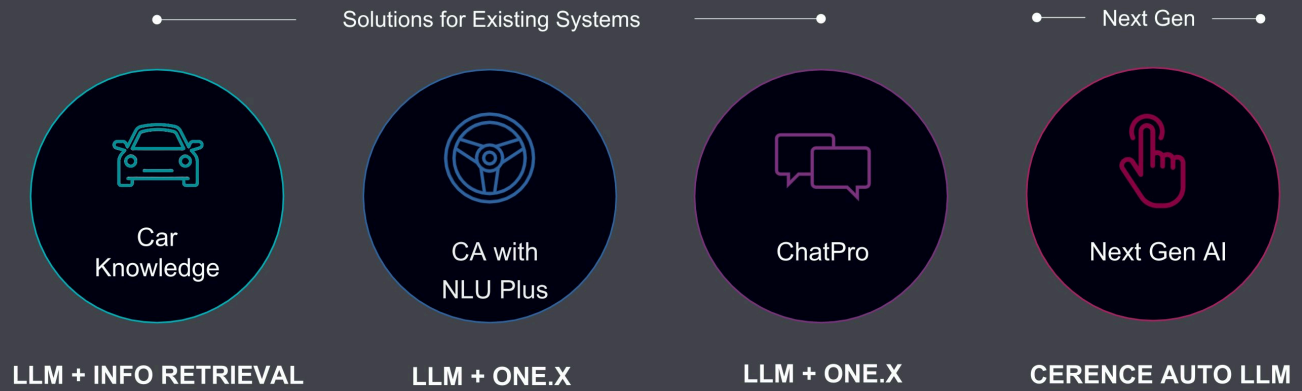 Solutions for Existing Systems
Next Gen
Car
Knowledge
CA with
NLU Plus
ChatPro
Next Gen AI
LLM + INFO RETRIEVAL
LLM + ONE.X
LLM + ONE.X
CERENCE AUTO LLM